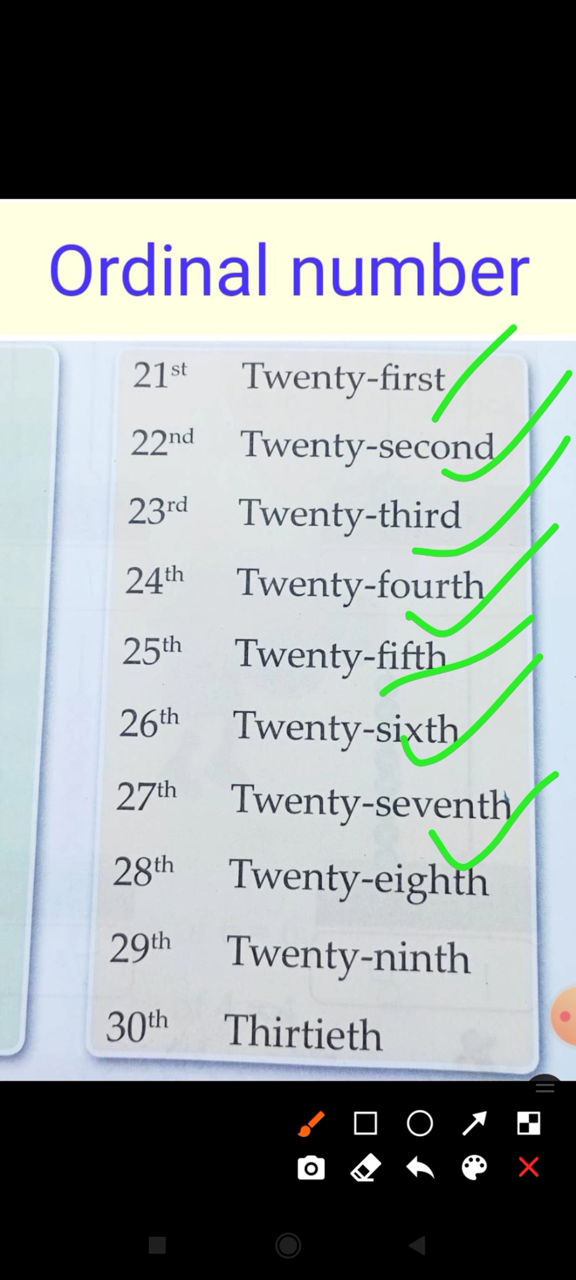 Ordinal number
21st Twenty-first
22nd Twenty-second
23rd Twenty-third
24th Twenty-fourth
25th Twenty-fifth
26th Twenty-sixth
27th Twenty-seventh
28th Twenty-eighth
29th Twenty-ninth
30th Thirtieth